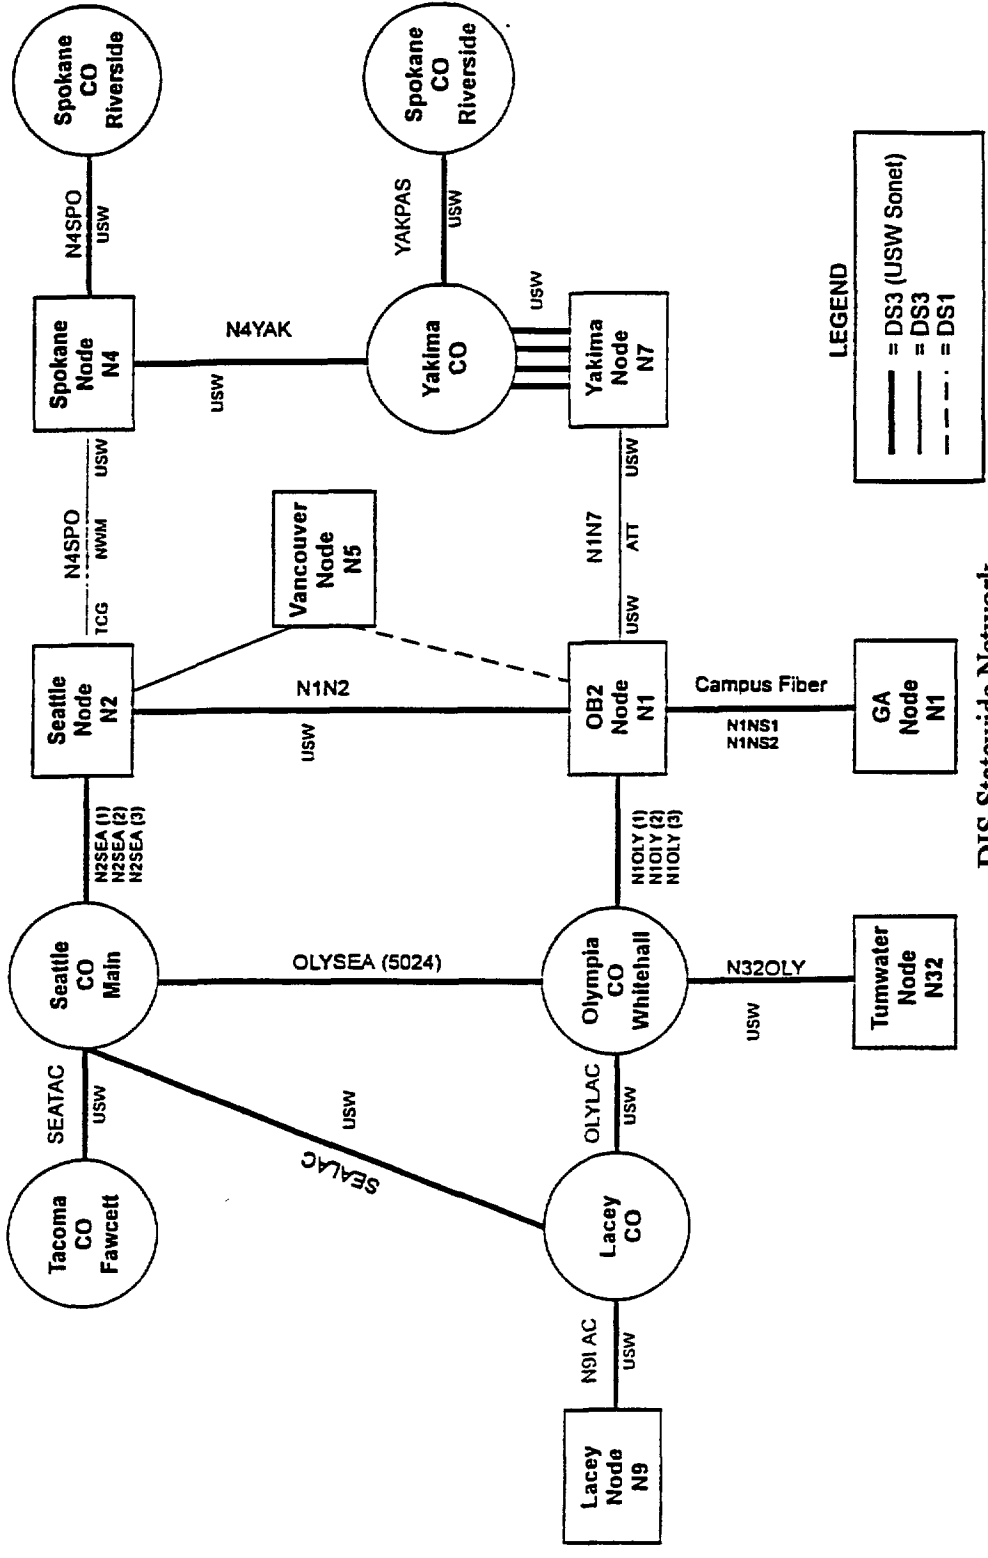 Tacoma
CO
Fawcett
SEATAC
USW
Seattle
CO
Main
N2SEA (1)
N2SEA (2)
N2SEA (3)
Seattle
Node
N2
N4SPO
TCG
NWM
USW
Spokane
Node
N4
N4SPO
USW
Spokane
CO
Riverside
SEALAC
USW
OLYSEA (5024)
N1N2
USW
Vancouver
Node
N5
N4YAK
USW
Yakima
CO
YAKPAS
USW
Spokane
CO
Riverside
USW
Lacey
Node
N9
N9LAC
USW
Lacey
CO
OLYLAC
USW
Olympia
CO
Whitehall
N1OLY (1)
N1OLY (2)
N1OLY (3)
OB2
Node
N1
N1N7
USW
ATT
USW
Yakima
Node
N7
N32OLY
USW
Campus Fiber
N1NS1
N1NS2
Tumwater
Node
N32
GA
Node
N1
LEGEND
= DS3 (USW Sonet)
= DS3
= DS1
DIS Statewide Network